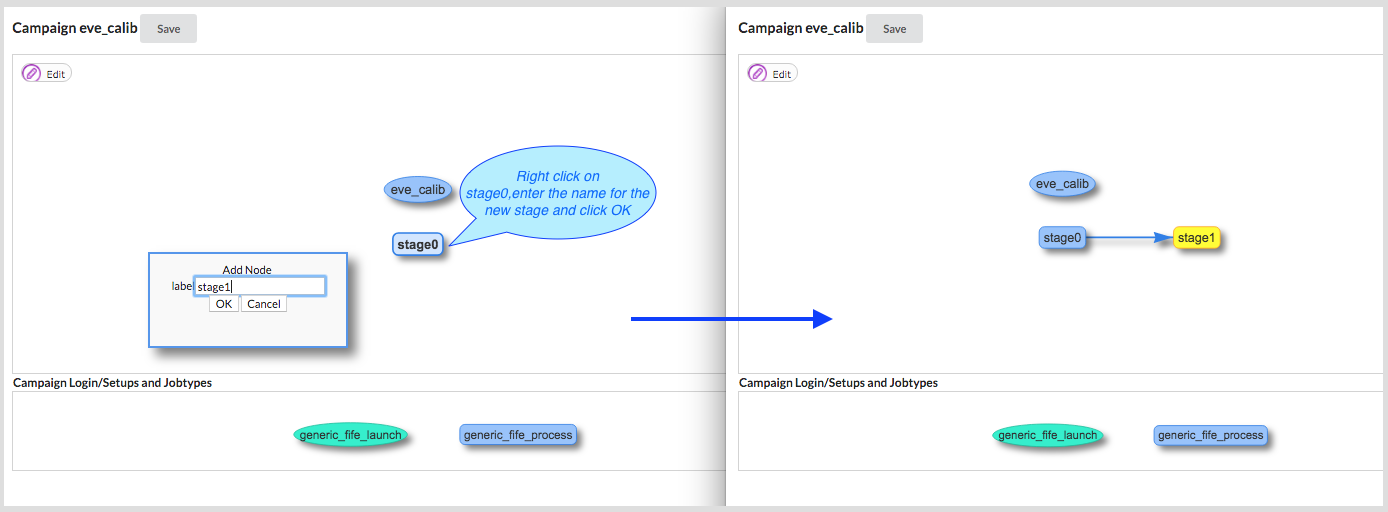 Campaign eve_calib Save
Edit
eve_calib
Right click on
stage0,enter the name for the
new stage and click OK
stage0
Add Node
label stage1
OK Cancel
Campaign Login/Setups and Jobtypes
generic_fife_launch generic_fife_process
Campaign eve_calib Save
Edit
eve_calib
stage0 stage1
Campaign Login/Setups and Jobtypes
generic_fife_launch generic_fife_process